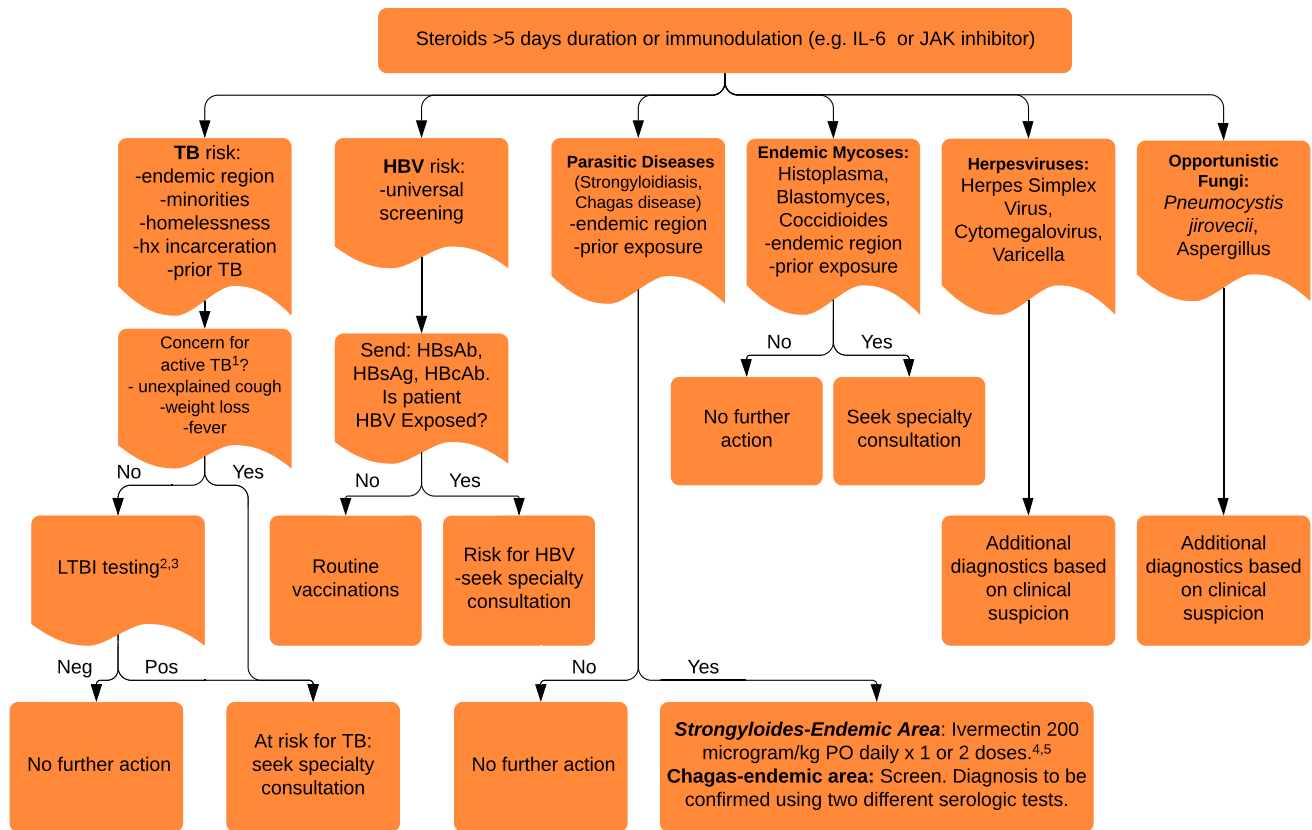 Steroids >5 days duration or immunodulation (e.g. IL-6 or JAK inhibitor)
TB risk:
-endemic region
-minorities
-homelessness
-hx incarceration
-prior TB
HBV risk:
-universal
screening
Parasitic Diseases
(Strongyloidiasis,
Chagas disease)
-endemic region
-prior exposure
Endemic Mycoses:
Histoplasma,
Blastomyces,
Coccidioides
-endemic region
-prior exposure
Herpesviruses:
Herpes Simplex
Virus,
Cytomegalovirus,
Varicella
Opportunistic
Fungi:
Pneumocystis
jirovecii,
Aspergillus
Concern for
active TB1?
- unexplained cough
-weight loss
-fever
Send: HBsAb,
HBsAg, HBcAb.
Is patient
HBV Exposed?
No
Yes
No further
action
Seek specialty
consultation
No
Yes
No
Yes
LTBI testing2,3
Routine
vaccinations
Risk for HBV
-seek specialty
consultation
Additional
diagnostics based
on clinical
suspicion
Additional
diagnostics based
on clinical
suspicion
Neg
Pos
No
Yes
No further action
At risk for TB:
seek specialty
consultation
No further action
Strongyloides-Endemic Area: Ivermectin 200
microgram/kg PO daily x 1 or 2 doses.4,5
Chagas-endemic area: Screen. Diagnosis to be
confirmed using two different serologic tests.